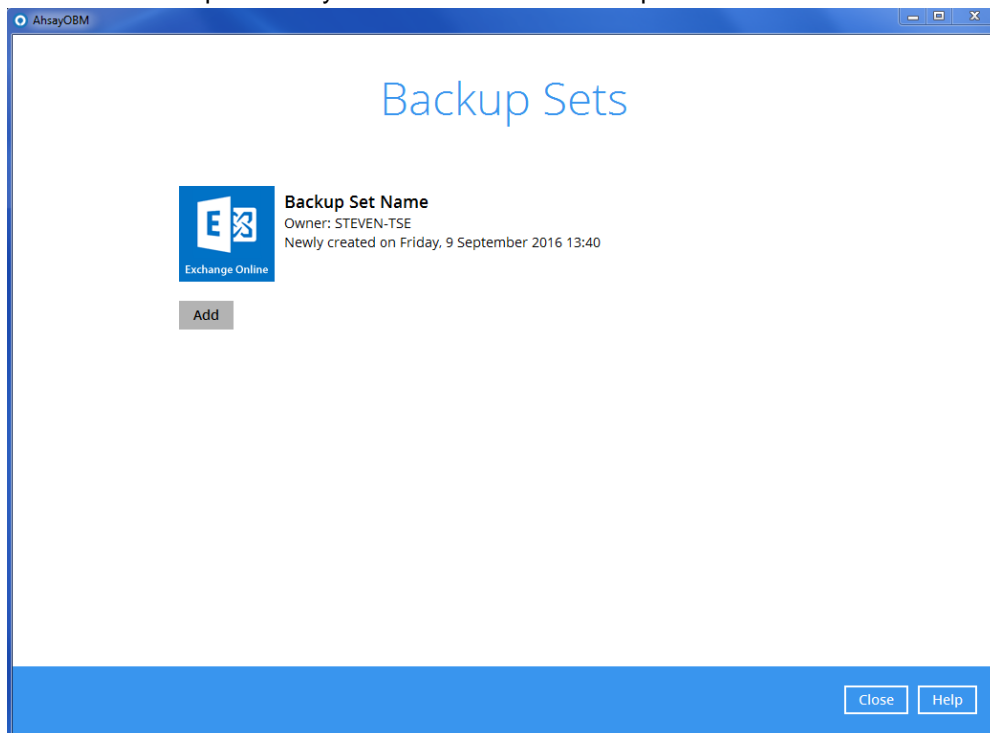 AhsayOBM
Backup Sets
E
Exchange Online
Backup Set Name
Owner: STEVEN-TSE
Newly created on Friday, 9 September 2016 13:40
Add
Close Help